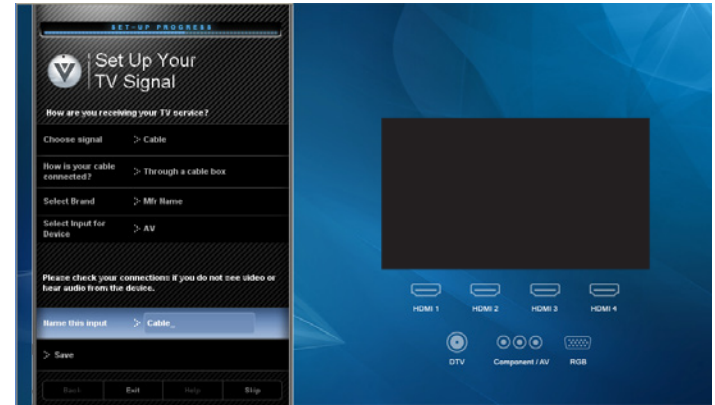 SET-UP PROGRESS
V
Set Up Your
TV Signal
How are you receiving your TV service?
Choose signal > Cable
How is your cable
connected? > Through a cable box
Select Brand > Mfr Name
Select Input for
Device > AV
Please check your connections if you do not see video or
hear audio from the device.
Name this input > Cable_
> Save
Back Exit Help Skip
HDMI 1 HDMI 2 HDMI 3 HDMI 4
DTV Component / AV RGB